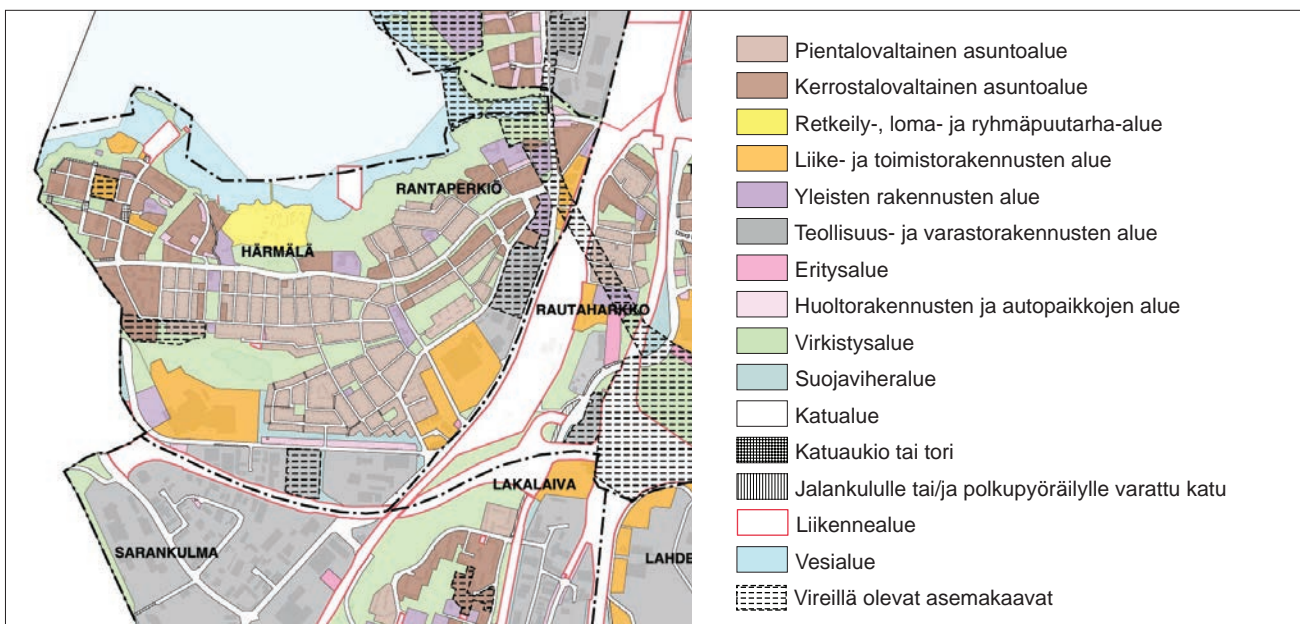 RANTAPERKIÖ
HÄRMÄLÄ
RAUTAHARKKO
LAKALAIVA
SARANKULMA
LAHDE
Pientalovaltainen asuntoalue
Kerrostalovaltainen asuntoalue
Retkeily-, loma- ja ryhmäpuutarha-alue
Liike- ja toimistorakennusten alue
Yleisten rakennusten alue
Teollisuus- ja varastorakennusten alue
Eritysalue
Huoltorakennusten ja autopaikkojen alue
Virkistysalue
Suojaviheralue
Katualue
Katuaukio tai tori
Jalankululle tai/ja polkupyöräilylle varattu katu
Liikennealue
Vesialue
Vireillä olevat asemakaavat